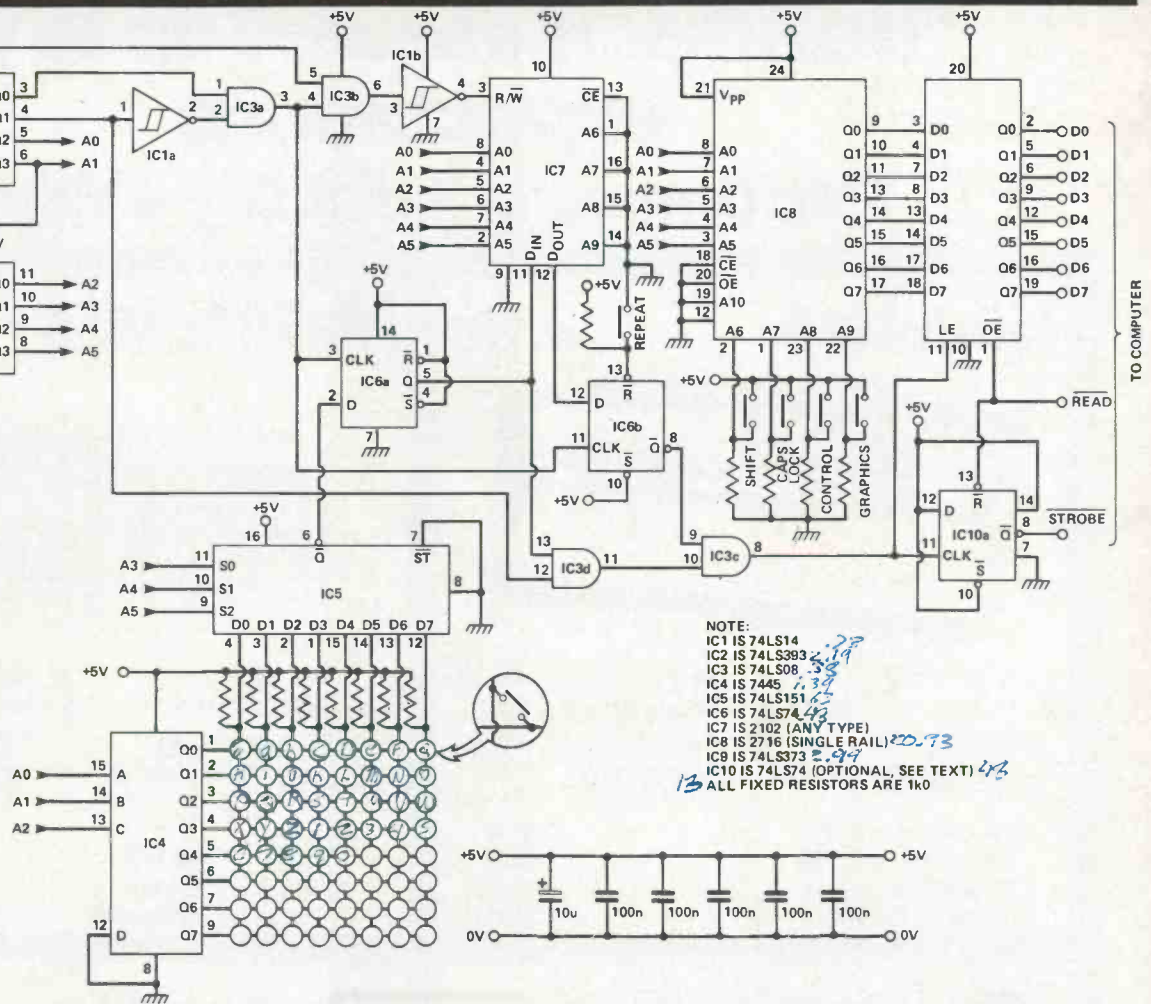 +5V +5V +5V +5V +5V
IC1b
5 6 4 3 10 13 24 20
3 1 IC3b R/W̅ C̅E̅ 21 VPP
4 IC3a 3 4 3
1 2 2 7 A6 1 Q0 9 3 D0 Q0 2 D0
5 A0 A0 8 A0 A7 16 A0 8 A0 Q1 10 4 D1 Q1 5 D1
6 A1 IC1a A1 4 A1 IC7 A1 7 A1 Q2 11 7 D2 Q2 6 D2
A2 5 A2 A8 15 A2 6 A2 Q3 13 8 D3 Q3 9 D3
A3 6 A3 A3 5 A3 IC8 Q4 14 13 D4 Q4 12 D4
A4 7 A4 A9 14 A4 4 A4 Q5 15 14 D5 Q5 15 D5
A5 2 A5 DIN DOUT A5 3 A5 Q6 16 17 D6 Q6 16 D6
9 11 12 18 C̅E̅ Q7 17 18 D7 Q7 19 D7
11 A2 +5V +5V 20 O̅E̅
10 A3 14 REPEAT 19 A10
9 A4 12 LE O̅E̅
8 A5 3 CLK R̅ 1 A6 A7 A8 A9 11 10 1
IC6a Q 5 2 1 23 22
2 D S̅ 4 13 +5V +5V R̅E̅A̅D̅
7 12 D R̅
IC6b
11 CLK Q̅ 8
S̅
10
+5V
SHIFT
CAPS LOCK
CONTROL
GRAPHICS
13
12 D R̅ 14
IC10a Q̅ 8 S̅T̅R̅O̅B̅E̅
11 CLK 7
S̅
10
TO COMPUTER
+5V
16 6 7
Q̅ S̅T̅
A3 11 S0
A4 10 S1 IC5 8
A5 9 S2
D0 D1 D2 D3 D4 D5 D6 D7
4 3 2 1 15 14 13 12
13
12 IC3d 11
9
10 IC3c 8
+5V
Q0 1
A0 15 A Q1 2
A1 14 B Q2 3
A2 13 C Q3 4
IC4 Q4 5
Q5 6
Q6 7
12 D Q7 9
8
NOTE:
IC1 IS 74LS14
IC2 IS 74LS393 2.19
IC3 IS 74LS08
IC4 IS 7445 1.39
IC5 IS 74LS151
IC6 IS 74LS74 .43
IC7 IS 2102 (ANY TYPE)
IC8 IS 2716 (SINGLE RAIL)
IC9 IS 74LS373
IC10 IS 74LS74 (OPTIONAL, SEE TEXT)
13 ALL FIXED RESISTORS ARE 1k0
+5V +5V
+
10u 100n 100n 100n 100n 100n
0V 0V